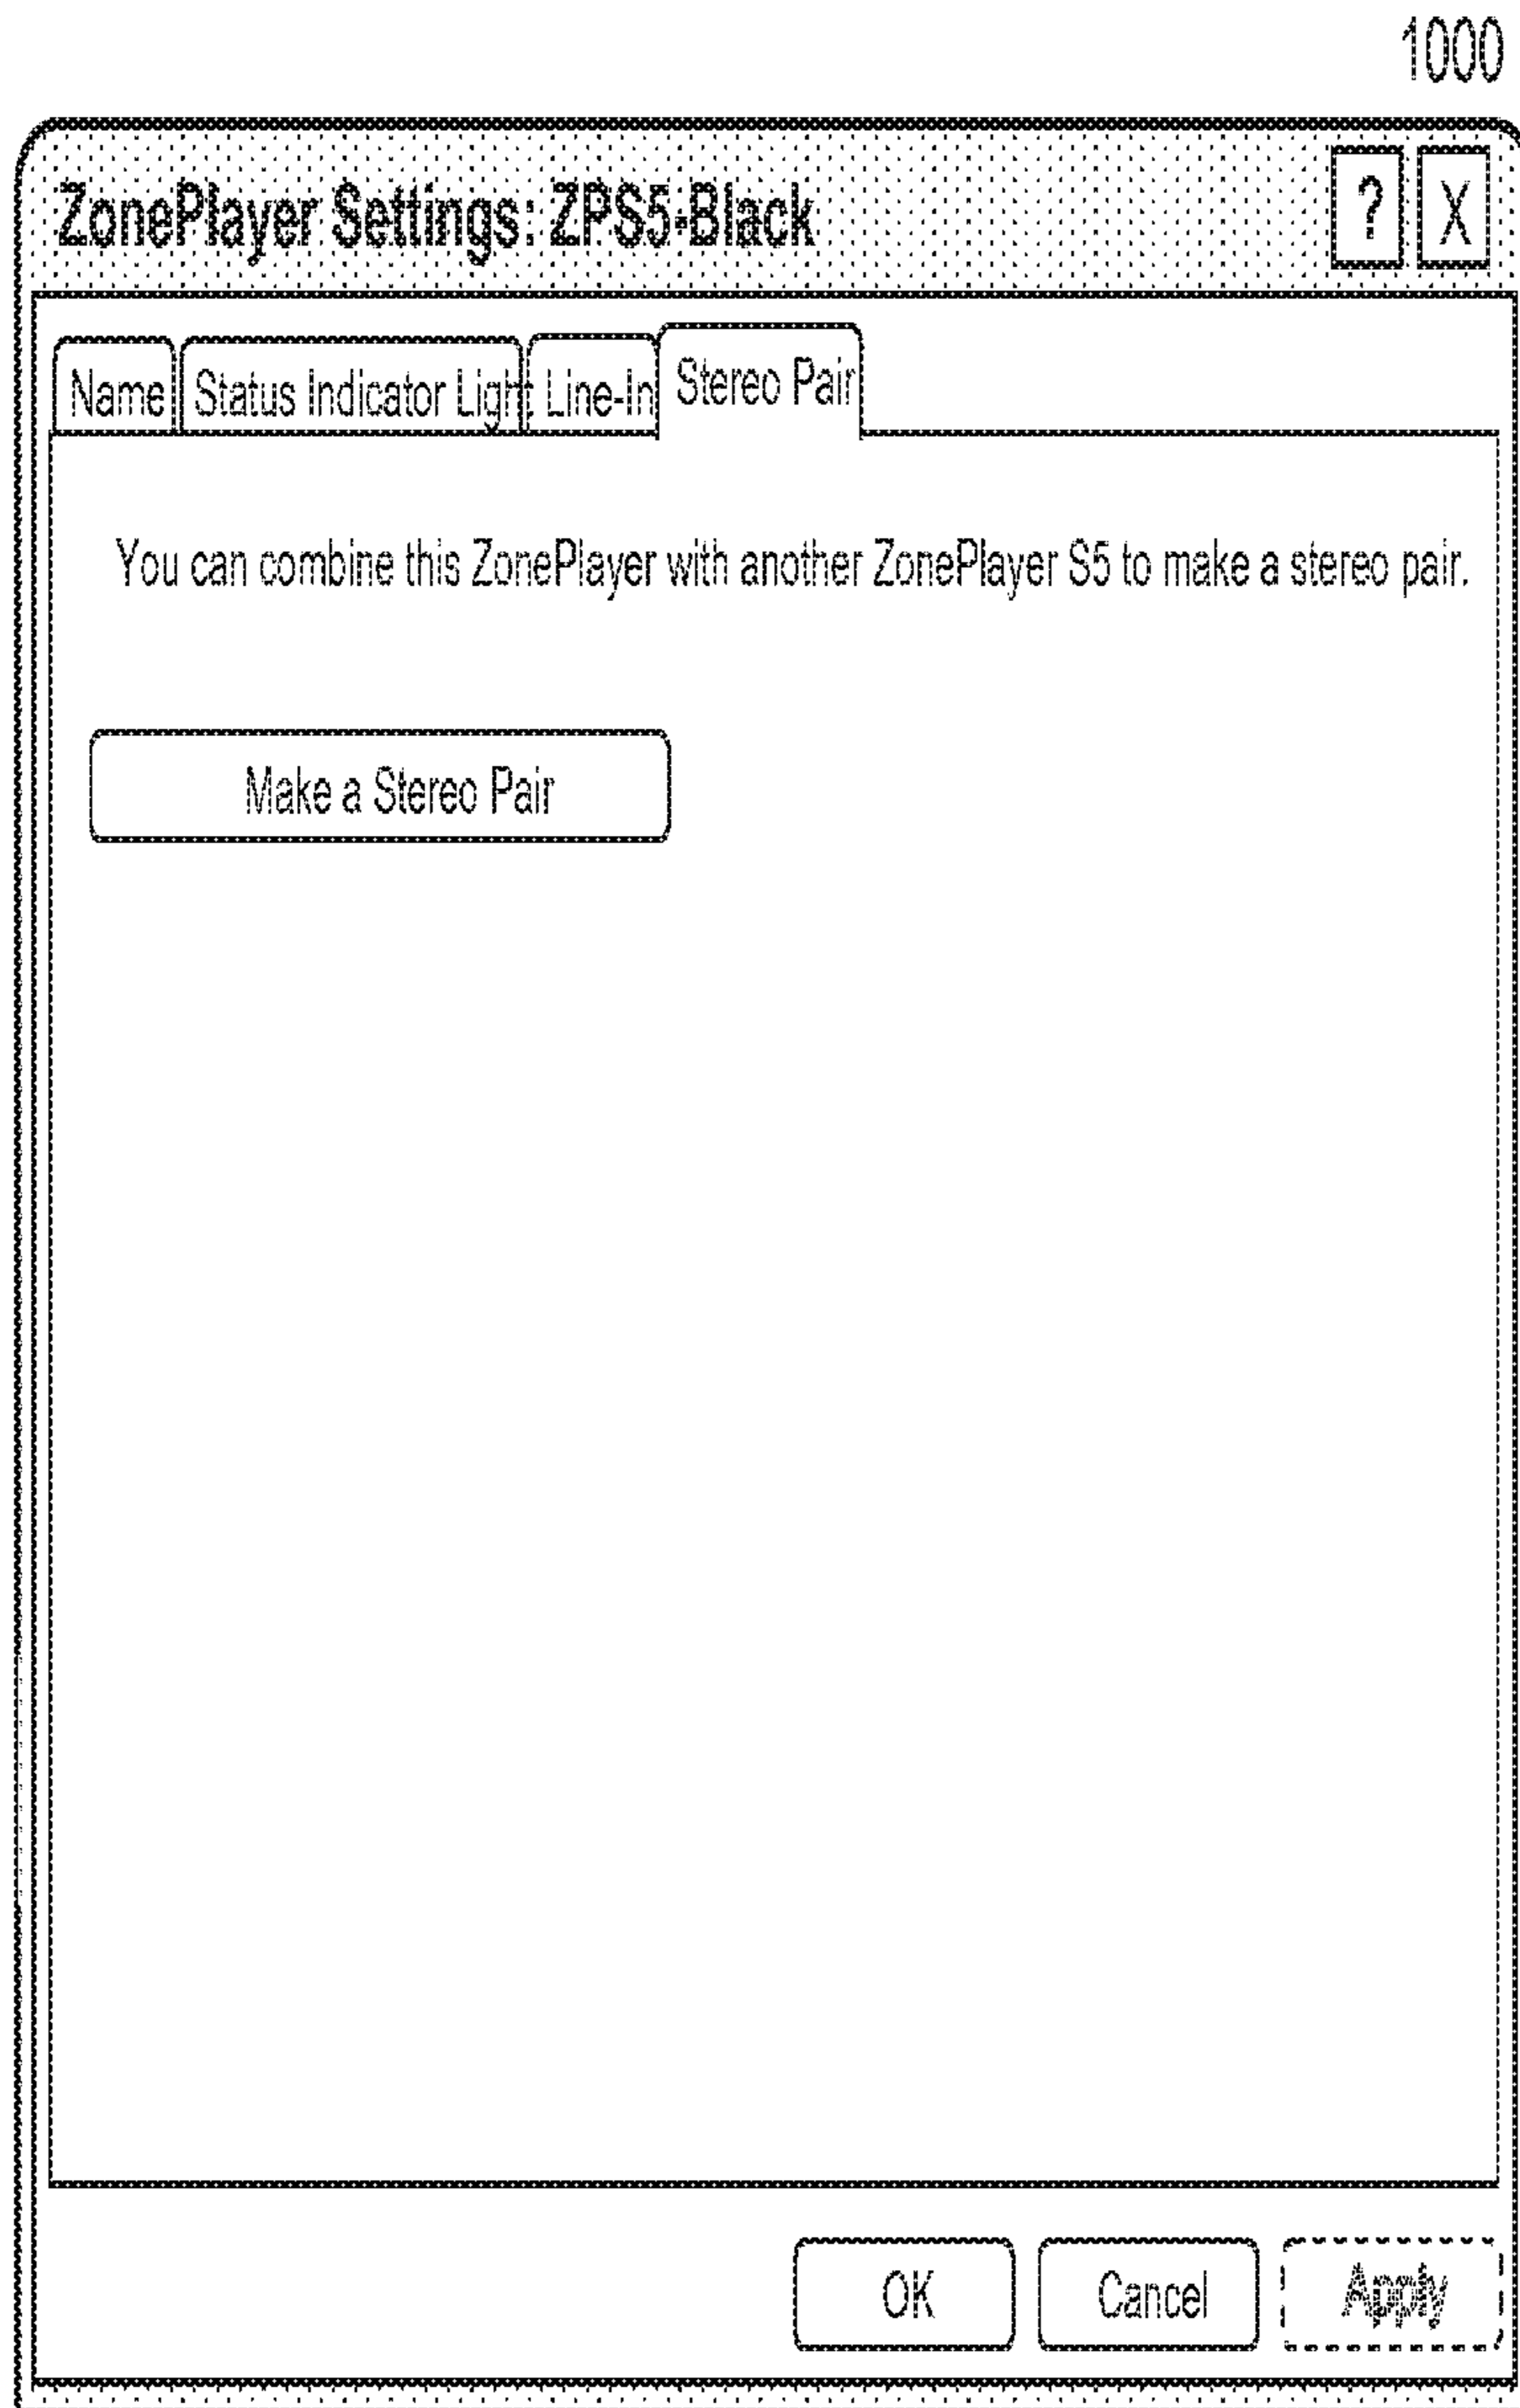 1000
ZonePlayer Settings: ZPS5-Black ? X
Name Status Indicator Light Line-In Stereo Pair
You can combine this ZonePlayer with another ZonePlayer S5 to make a stereo pair.
Make a Stereo Pair
OK Cancel Apply